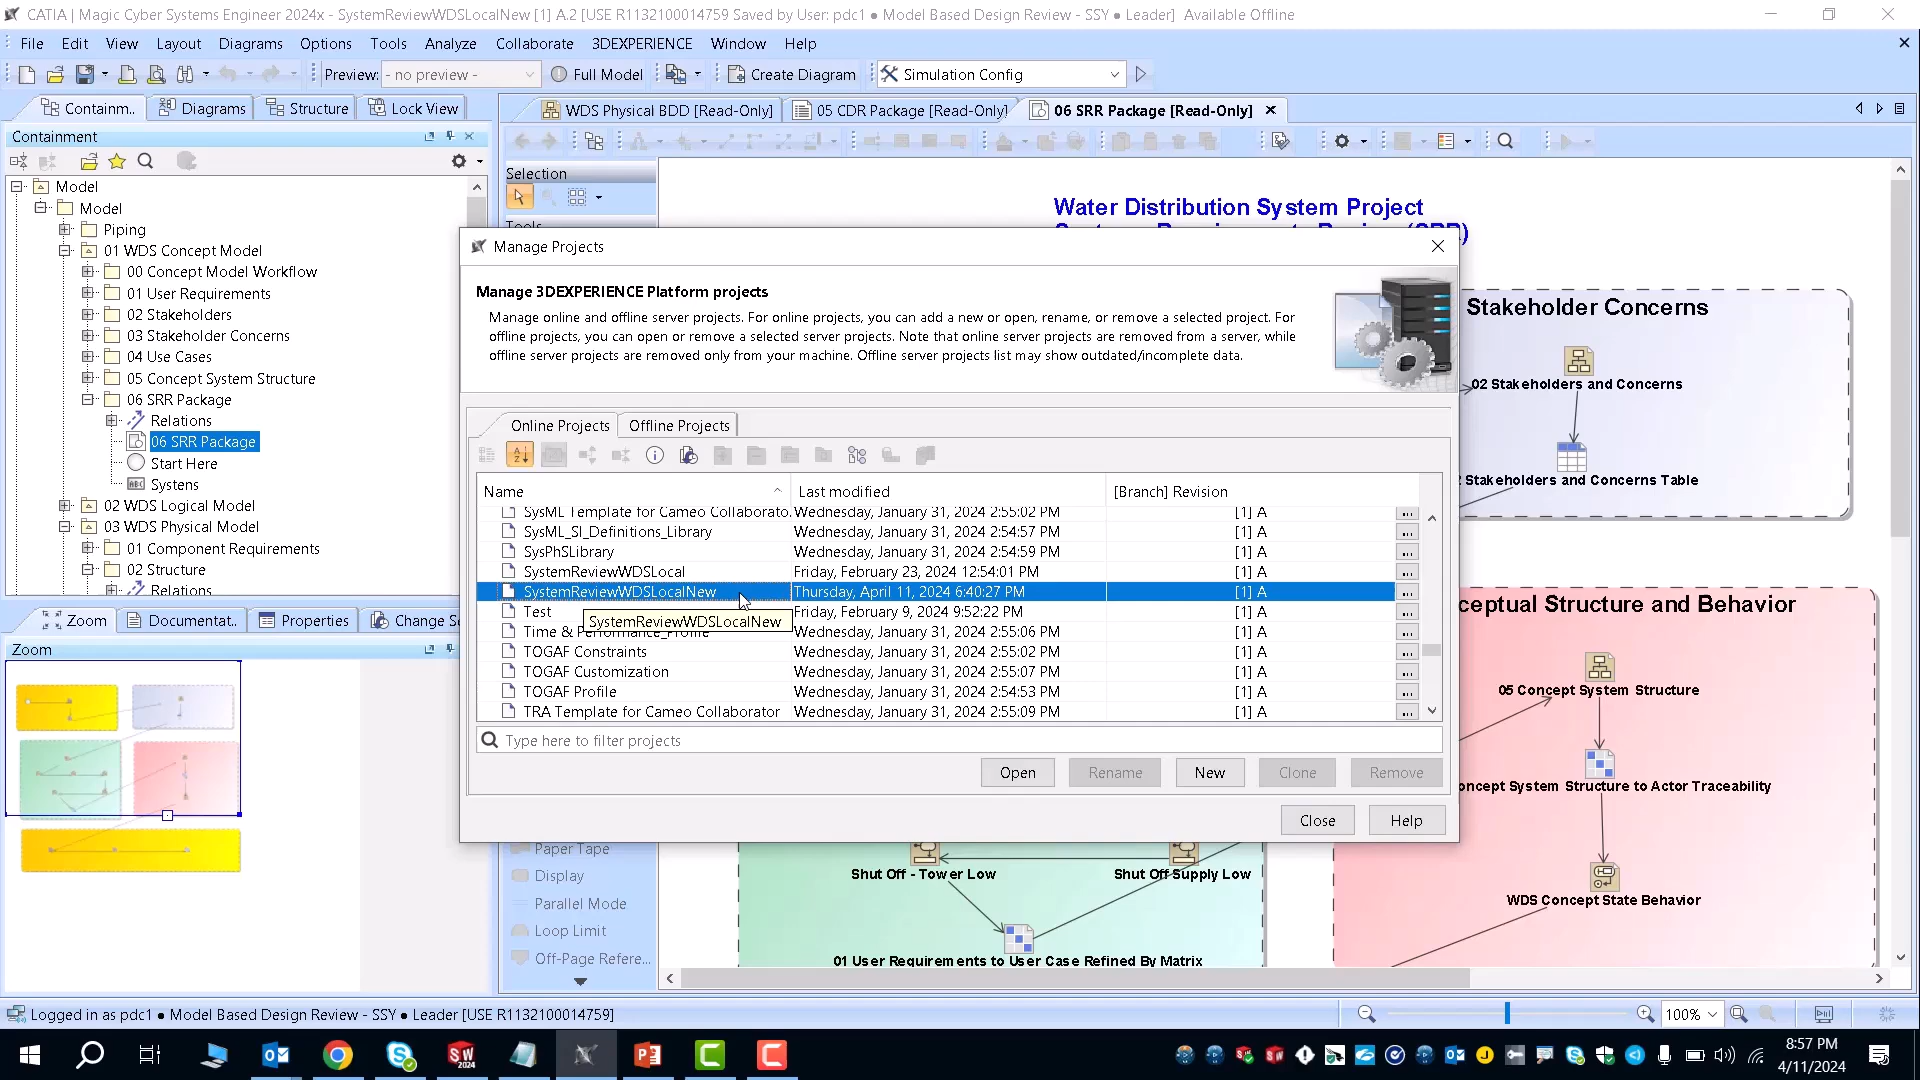 CATIA | Magic Cyber Systems Engineer 2024x - SystemReviewWDSLocalNew [1] A.2 [USE R1132100014759 Saved by User: pdc1 ● Model Based Design Review - SSY ● Leader] Available Offline
File Edit View Layout Diagrams Options Tools Analyze Collaborate 3DEXPERIENCE Window Help
Preview: - no preview - Full Model Create Diagram Simulation Config
Containm.. Diagrams Structure Lock View
WDS Physical BDD [Read-Only] 05 CDR Package [Read-Only] 06 SRR Package [Read-Only]
Containment
Model
Model
Piping
01 WDS Concept Model
00 Concept Model Workflow
01 User Requirements
02 Stakeholders
03 Stakeholder Concerns
04 Use Cases
05 Concept System Structure
06 SRR Package
Relations
06 SRR Package
Start Here
Systens
02 WDS Logical Model
03 WDS Physical Model
01 Component Requirements
02 Structure
Relations
Zoom Documentat.. Properties Change Se
Zoom
Selection
Tools
Water Distribution System Project
Manage Projects
Manage 3DEXPERIENCE Platform projects
Manage online and offline server projects. For online projects, you can add a new or open, rename, or remove a selected project. For
offline projects, you can open or remove a selected server projects. Note that online server projects are removed from a server, while
offline server projects are removed only from your machine. Offline server projects list may show outdated/incomplete data.
Online Projects Offline Projects
Name Last modified [Branch] Revision
SysML Template for Cameo Collaborato.. Wednesday, January 31, 2024 2:55:02 PM [1] A ...
SysML_SI_Definitions_Library Wednesday, January 31, 2024 2:54:57 PM [1] A ...
SysPhSLibrary Wednesday, January 31, 2024 2:54:59 PM [1] A ...
SystemReviewWDSLocal Friday, February 23, 2024 12:54:01 PM [1] A ...
SystemReviewWDSLocalNew Thursday, April 11, 2024 6:40:27 PM [1] A ...
Test Friday, February 9, 2024 9:52:22 PM [1] A ...
SystemReviewWDSLocalNew
Time & Performance_Profile Wednesday, January 31, 2024 2:55:06 PM [1] A ...
TOGAF Constraints Wednesday, January 31, 2024 2:55:02 PM [1] A ...
TOGAF Customization Wednesday, January 31, 2024 2:55:07 PM [1] A ...
TOGAF Profile Wednesday, January 31, 2024 2:54:53 PM [1] A ...
TRA Template for Cameo Collaborator Wednesday, January 31, 2024 2:55:09 PM [1] A ...
Type here to filter projects
Open Rename New Clone Remove
Close Help
Stakeholder Concerns
02 Stakeholders and Concerns
Stakeholders and Concerns Table
ceptual Structure and Behavior
05 Concept System Structure
oncept System Structure to Actor Traceability
WDS Concept State Behavior
Paper Tape
Display
Parallel Mode
Loop Limit
Off-Page Refere...
Shut Off - Tower Low
Shut Off Supply Low
01 User Requirements to User Case Refined By Matrix
Logged in as pdc1 ● Model Based Design Review - SSY ● Leader [USE R1132100014759]
100%
8:57 PM
4/11/2024